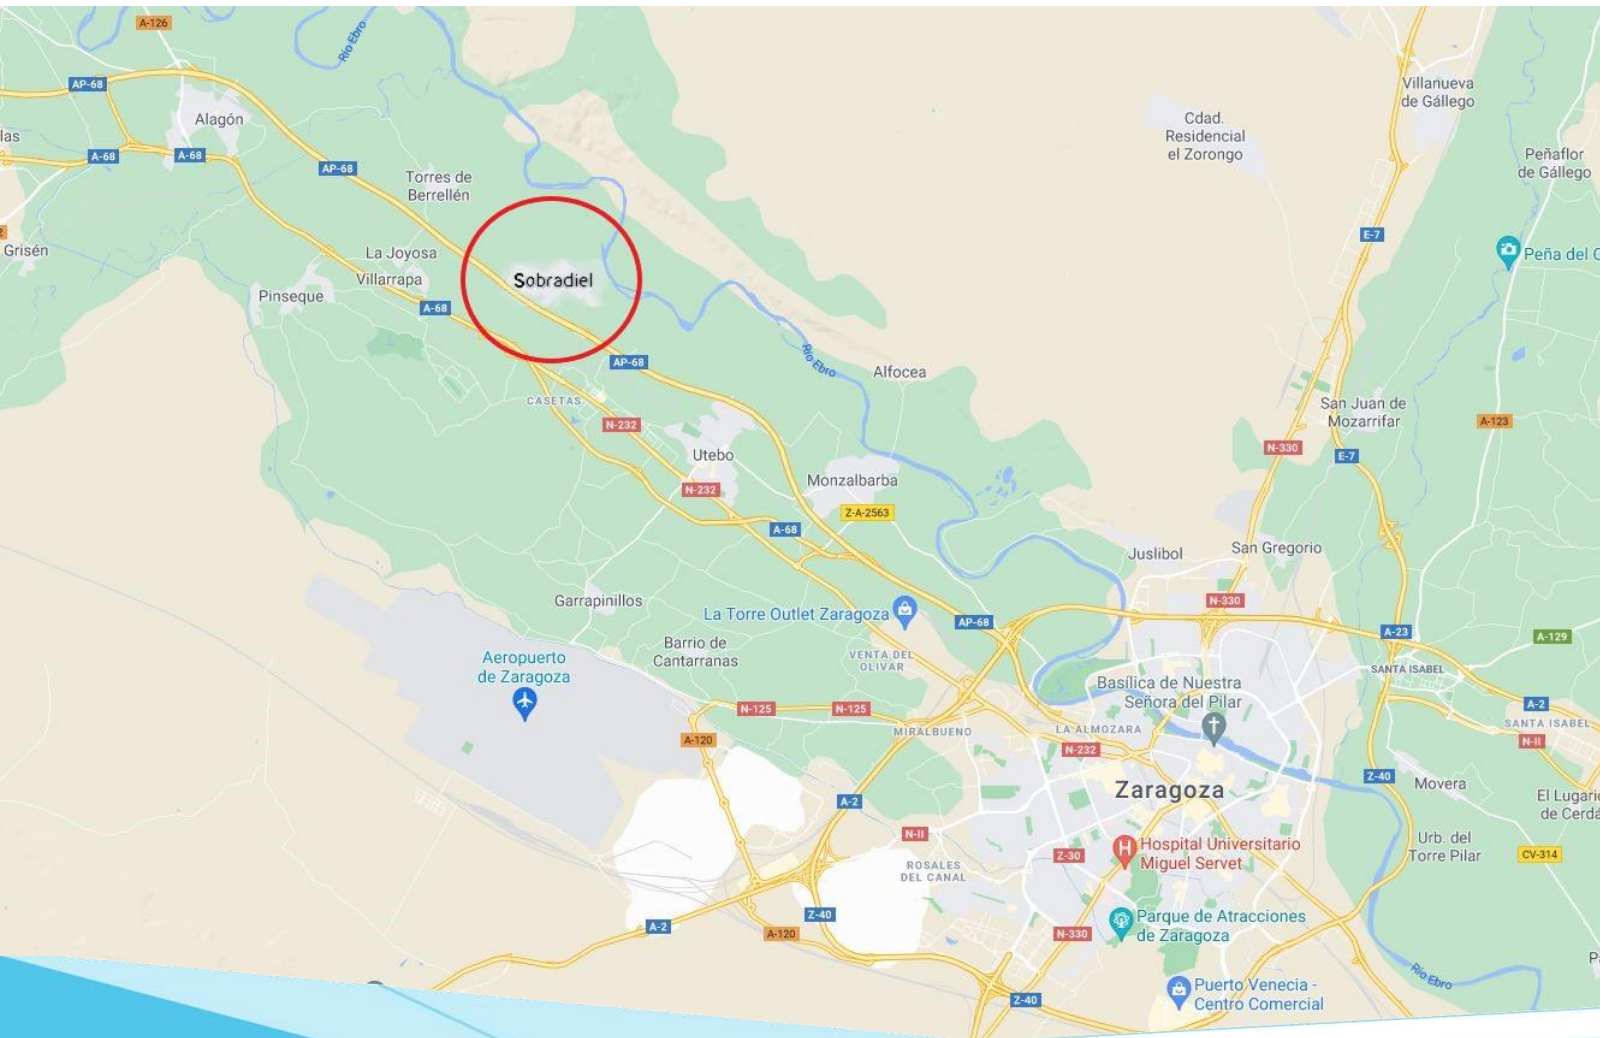 A-126
Río Ebro
AP-68
Alagón
las
A-68
A-68
AP-68
Torres de
Berrellén
Villanueva
de Gállego
Cdad.
Residencial
el Zorongo
Peñaflor
de Gállego
Grisén
La Joyosa
Villarrapa
Pinseque
A-68
Sobradiel
E-7
Peña del C
AP-68
Río Ebro
Alfocea
CASETAS
N-232
San Juan de
Mozarrifar
A-123
N-330
E-7
Utebo
N-232
Monzalbarba
Z-A-2563
A-68
Juslibol
San Gregorio
Garrapinillos
La Torre Outlet Zaragoza
AP-68
N-330
A-23
A-129
Barrio de
Cantarranas
VENTA DEL
OLIVAR
Aeropuerto
de Zaragoza
SANTA ISABEL
Basílica de Nuestra
Señora del Pilar
N-125
N-125
MIRALBUENO
LA ALMOZARA
A-2
SANTA ISABEL
N-II
A-120
N-232
Z-40
Movera
Zaragoza
A-2
El Lugari
de Cerdá
N-II
Z-30
H
Hospital Universitario
Miguel Servet
Urb. del
Torre Pilar
CV-314
ROSALES
DEL CANAL
Z-40
A-2
A-120
N-330
Parque de Atracciones
de Zaragoza
Río Ebro
Z-40
Puerto Venecia -
Centro Comercial